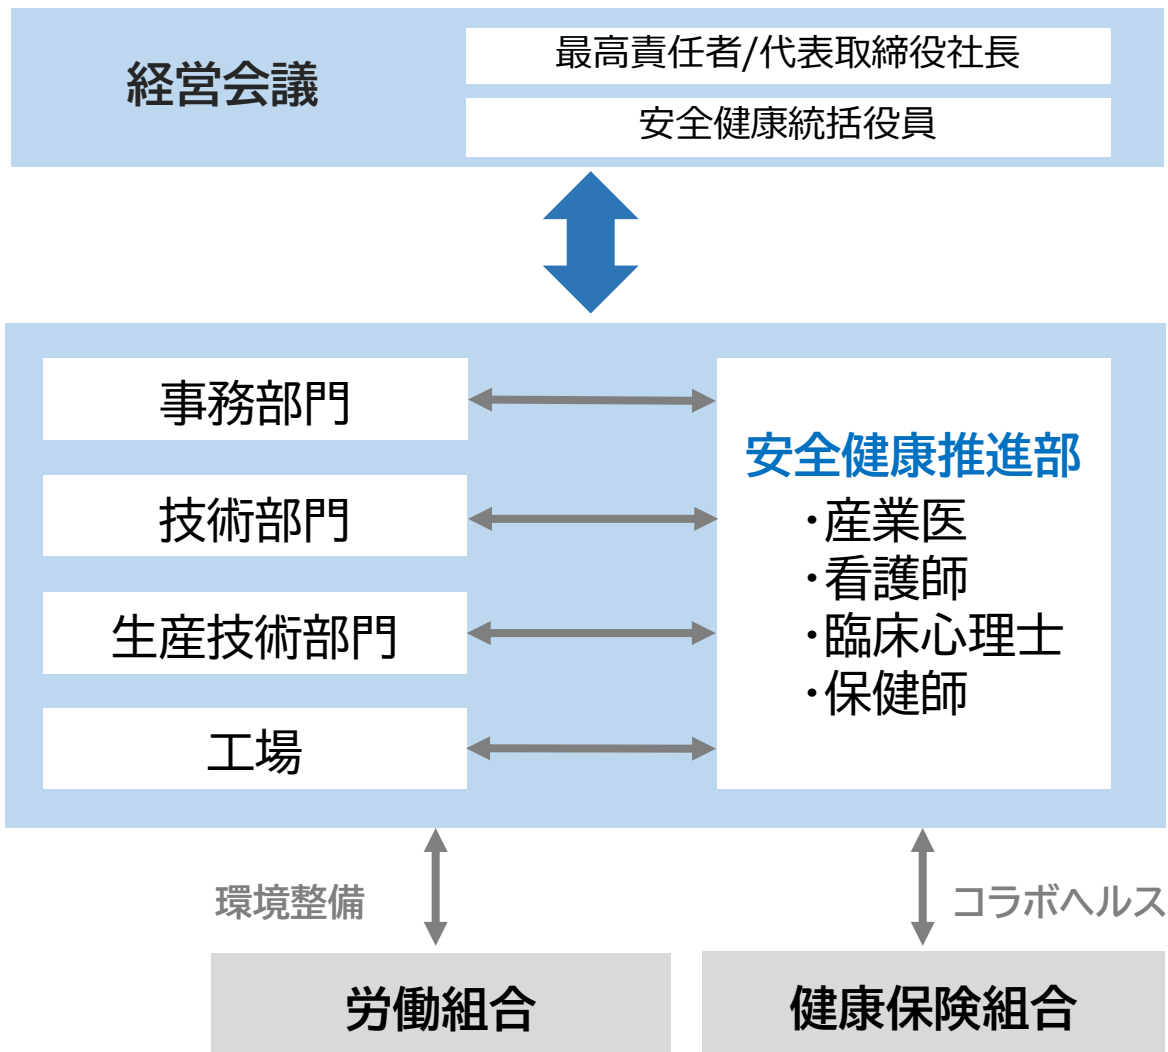 経営会議
最高責任者/代表取締役社長
安全健康統括役員
事務部門
技術部門
生産技術部門
工場
安全健康推進部
・産業医
・看護師
・臨床心理士
・保健師
環境整備
コラボヘルス
労働組合
健康保険組合